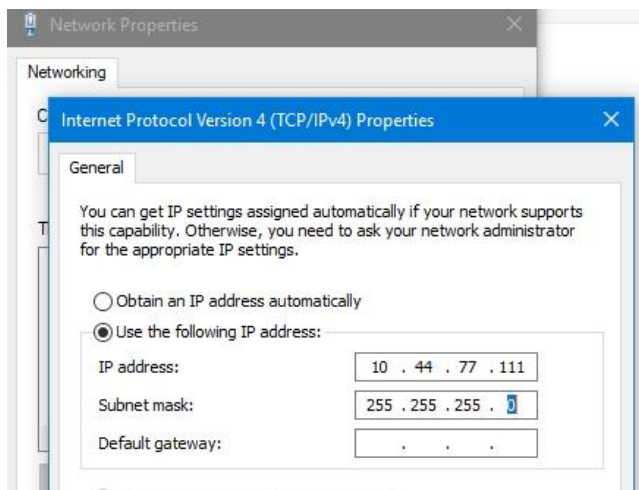 Network Properties
Networking
C
Internet Protocol Version 4 (TCP/IPv4) Properties
General
T
You can get IP settings assigned automatically if your network supports
this capability. Otherwise, you need to ask your network administrator
for the appropriate IP settings.
Obtain an IP address automatically
Use the following IP address:
IP address: 10 . 44 . 77 . 111
Subnet mask: 255 . 255 . 255 . 0
Default gateway: . . .